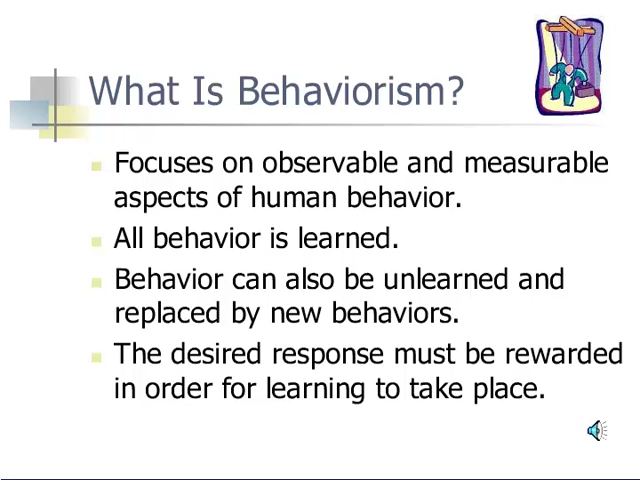 What Is Behaviorism?
Focuses on observable and measurable
aspects of human behavior.
All behavior is learned.
Behavior can also be unlearned and
replaced by new behaviors.
The desired response must be rewarded
in order for learning to take place.